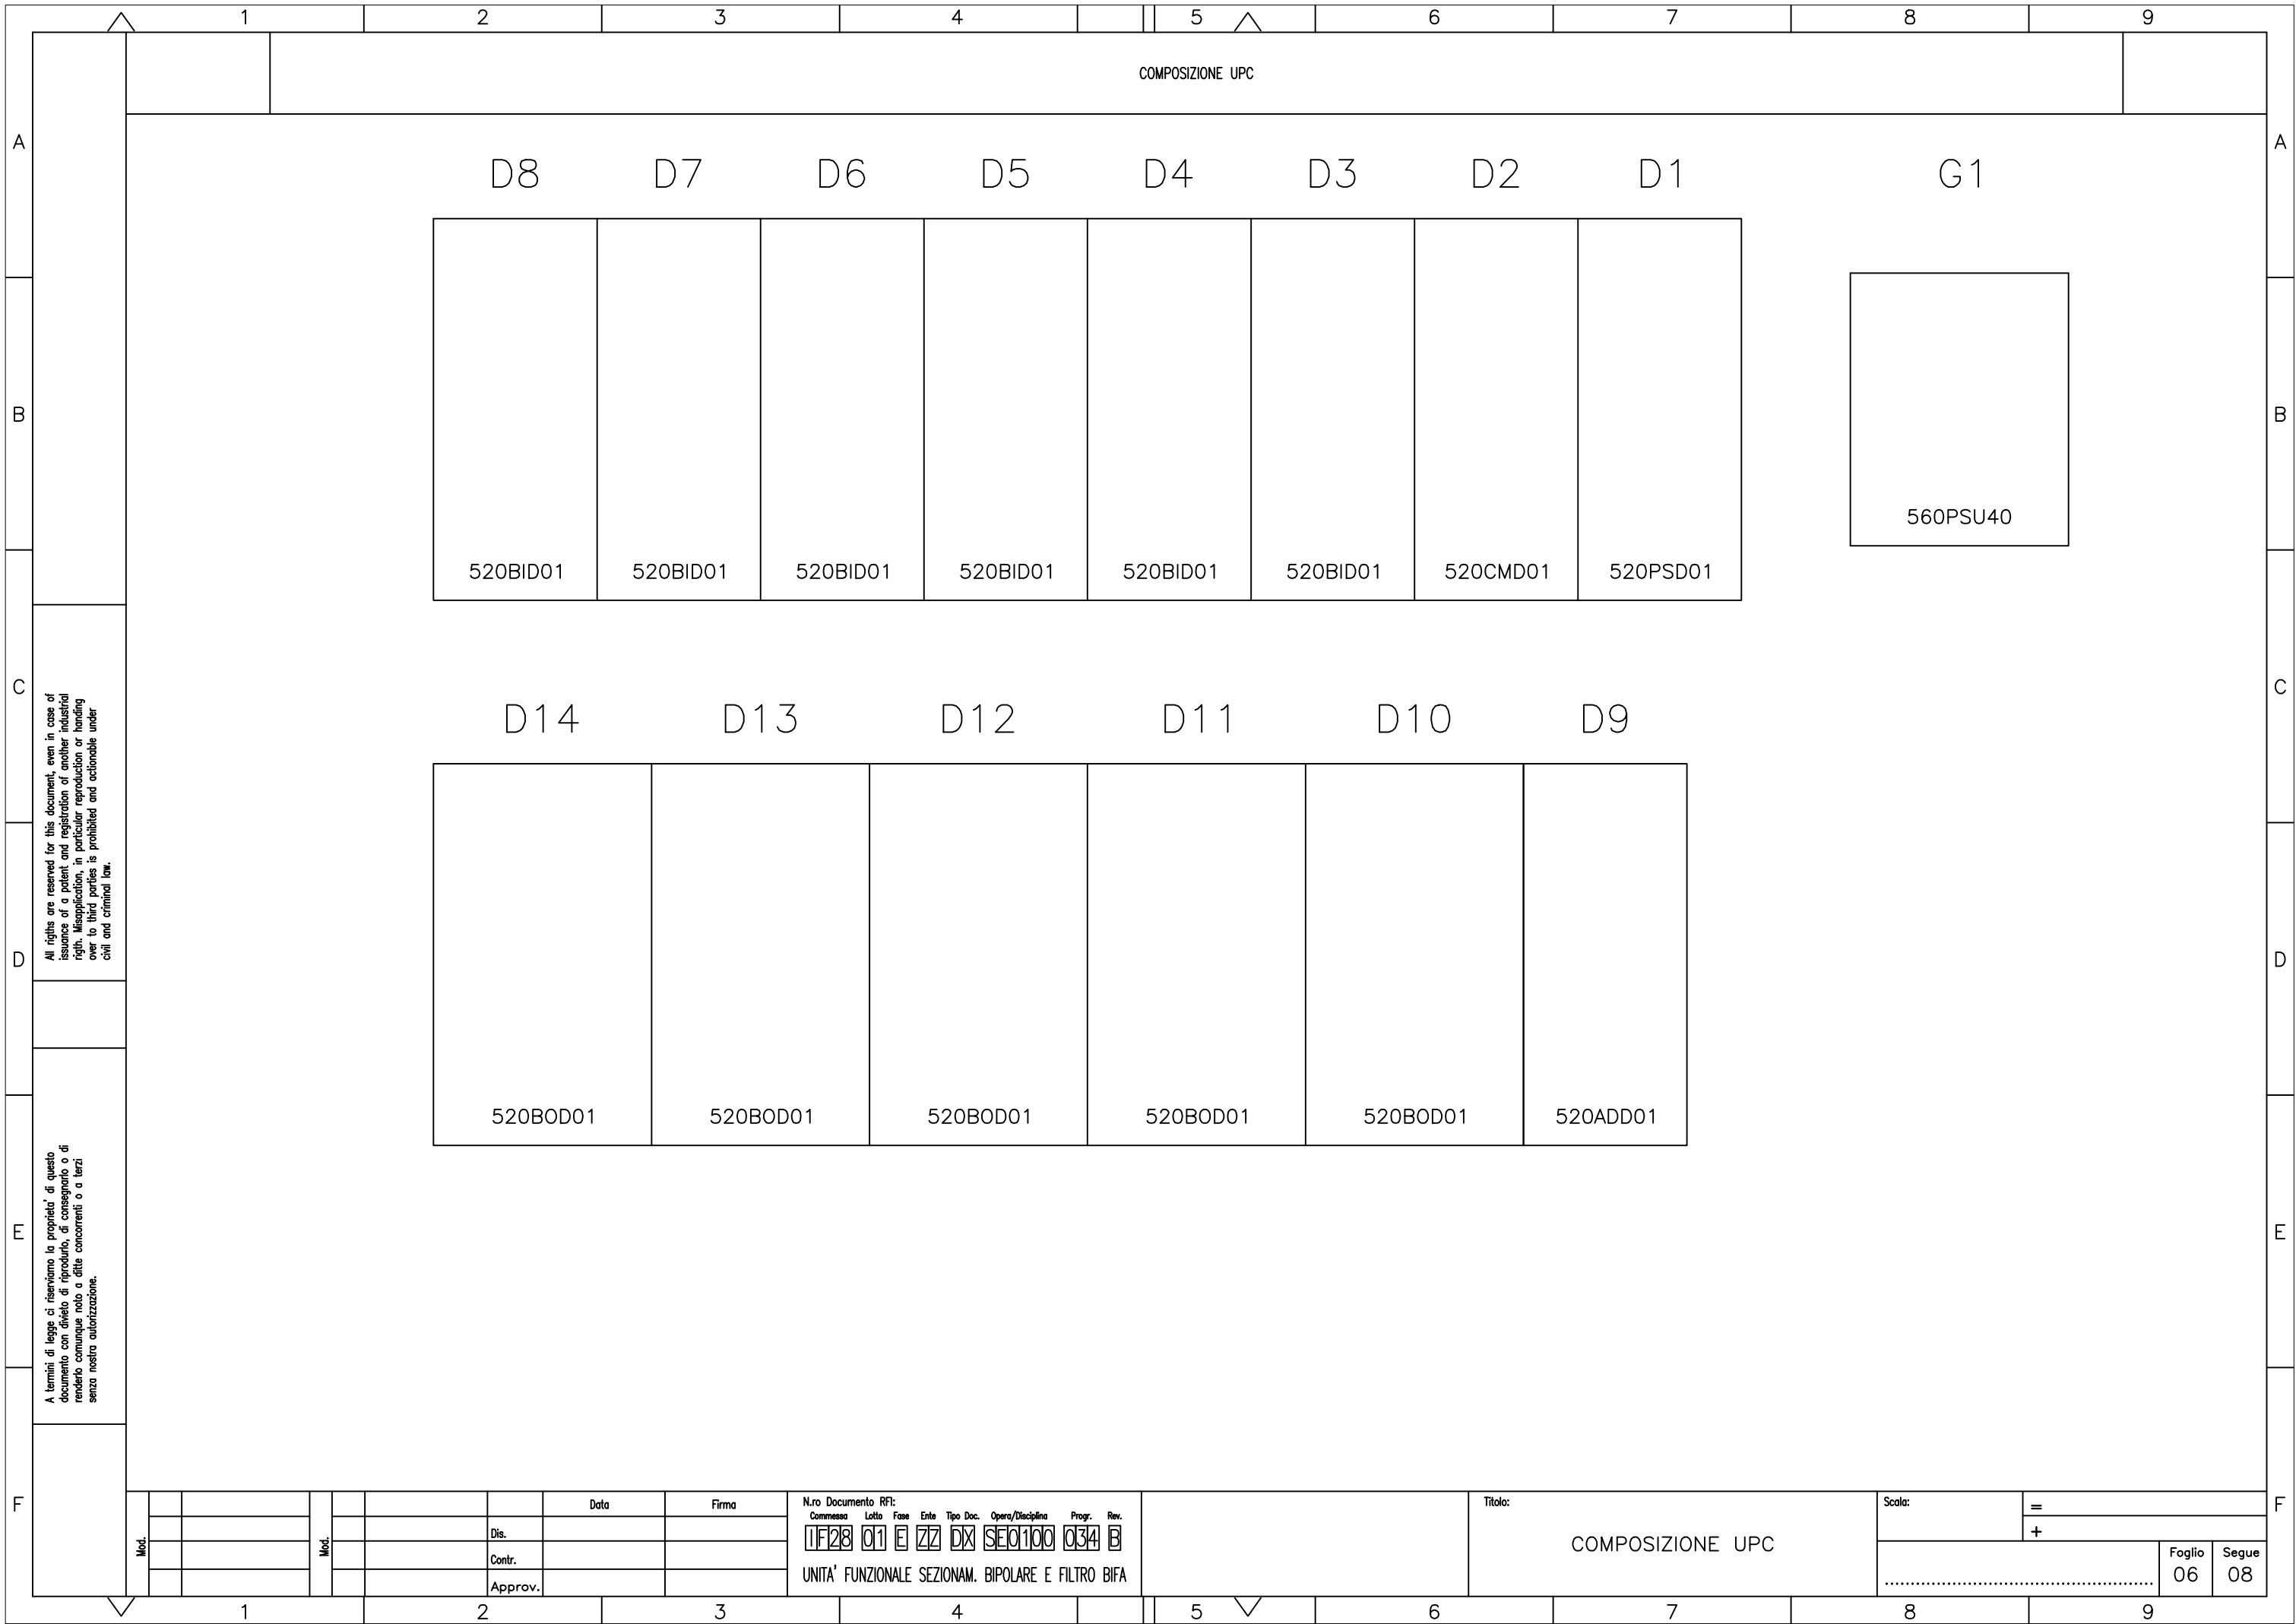 1 2 3 4 5 6 7 8 9
COMPOSIZIONE UPC
A A
D8 D7 D6 D5 D4 D3 D2 D1 G1
B B
560PSU40
520BID01 520BID01 520BID01 520BID01 520BID01 520BID01 520CMD01 520PSD01
C C
D14 D13 D12 D11 D10 D9
All rigths are reserved for this document, even in case of
issuance of a patent and registration of another industrial
rigth. Misapplication, in particular reproduction or handing
over to third parties is prohibited and actionable under
civil and criminal law.
D D
520BOD01 520BOD01 520BOD01 520BOD01 520BOD01 520ADD01
E E
A termini di legge ci riserviamo la proprieta' di questo
documento con divieto di riprodurlo, di consegnarlo o di
renderlo comunque noto a ditte concorrenti o a terzi
senza nostra autorizzazione.
F F
Mod.
Mod.
Data Firma
Dis.
Contr.
Approv.
N.ro Documento RFI:
Commessa Lotto Fase Ente Tipo Doc. Opera/Disciplina Progr. Rev.
IF28 01 E ZZ DX SE0100 034 B
UNITA' FUNZIONALE SEZIONAM. BIPOLARE E FILTRO BIFA
Titolo:
COMPOSIZIONE UPC
Scala:
=
+
Foglio Segue
06 08
1 2 3 4 5 6 7 8 9